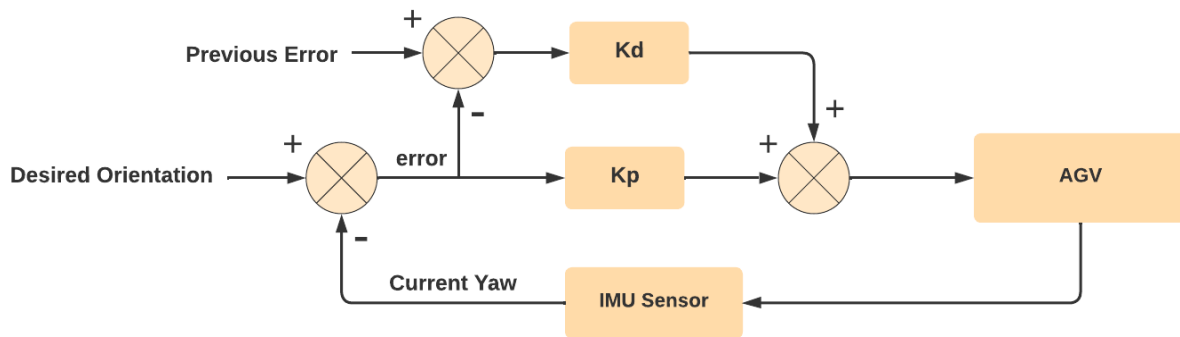 +
Previous Error
Kd
-
+
+
Desired Orientation
error
+
Kp
AGV
-
Current Yaw
IMU Sensor